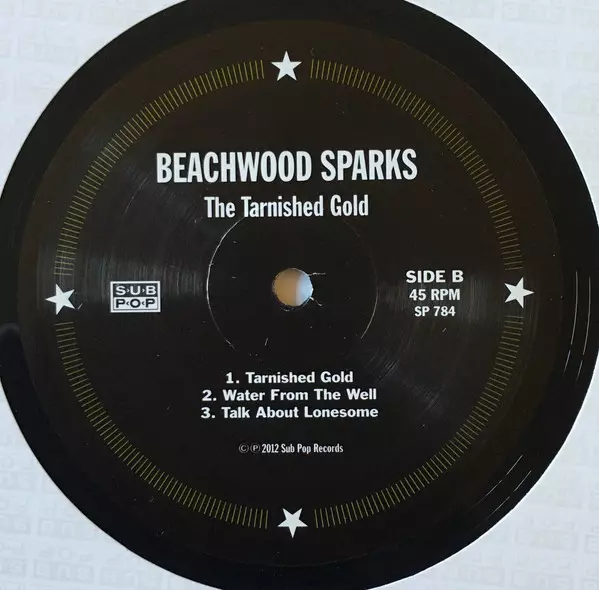 BEACHWOOD SPARKS
The Tarnished Gold
SUB
POP
SIDE B
45 RPM
SP 784
1. Tarnished Gold
2. Water From The Well
3. Talk About Lonesome
©℗ 2012 Sub Pop Records